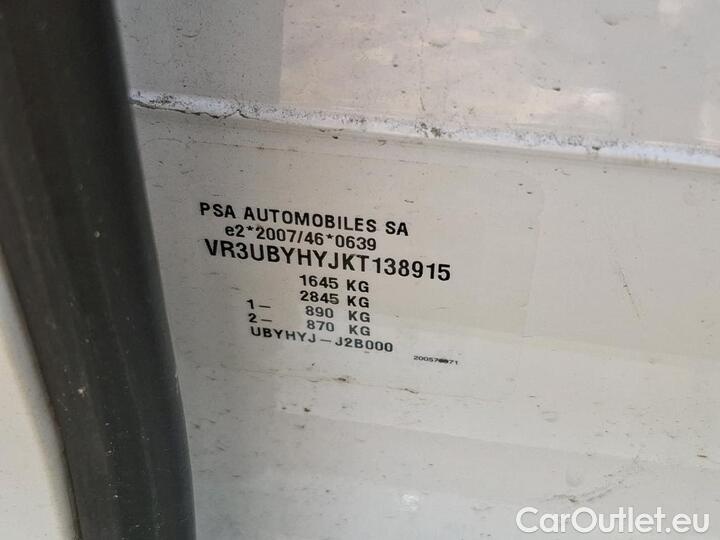 PSA AUTOMOBILES SA
e2*2007/46*0639
VR3UBYHYJKT138915
1645 KG
2845 KG
1- 890 KG
2- 870 KG
UBYHYJ-J2B000
CarOutlet.eu